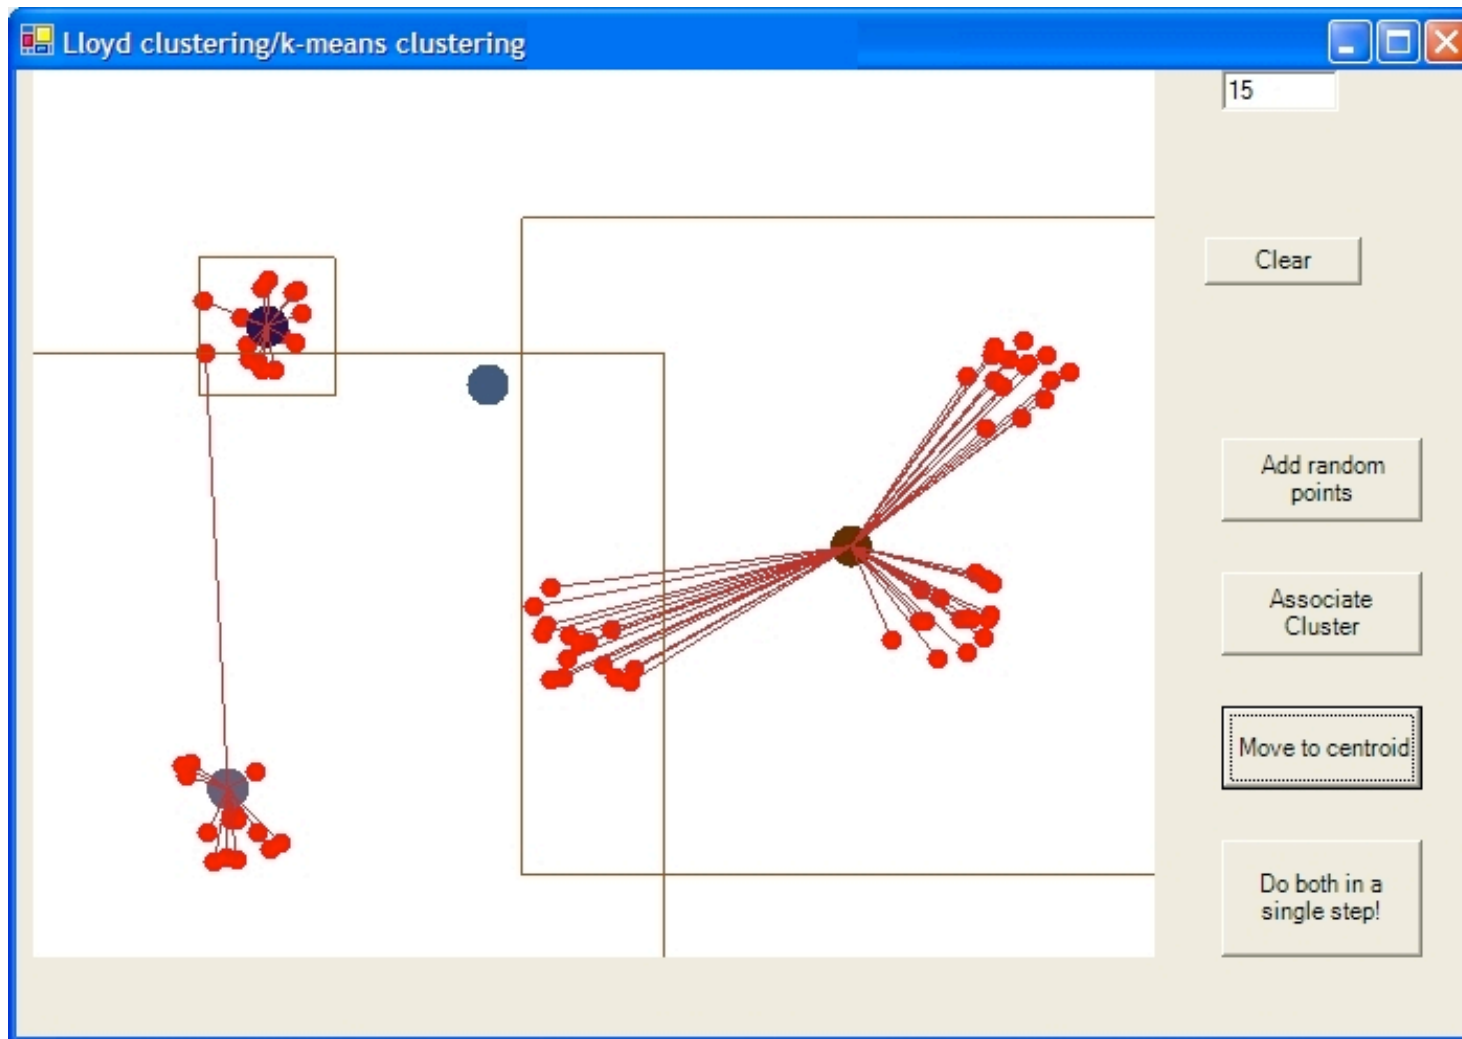 Lloyd clustering/k-means clustering
15
Clear
Add random
points
Associate
Cluster
Move to centroid
Do both in a
single step!